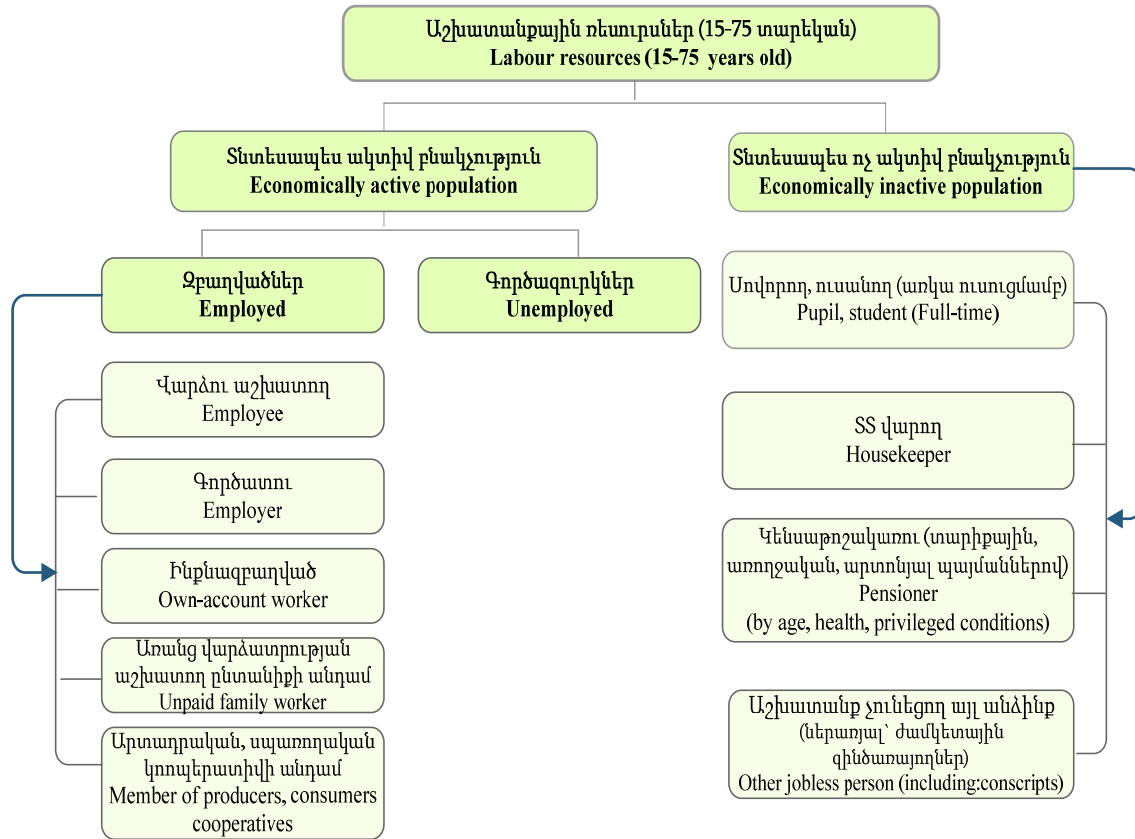 Աշխատանքային ռեսուրսներ (15-75 տարեկան)
Labour resources (15-75 years old)
Տնտեսապես ակտիվ բնակչություն
Economically active population
Տնտեսապես ոչ ակտիվ բնակչություն
Economically inactive population
Զբաղվածներ
Employed
Գործազուրկներ
Unemployed
Վարձու աշխատող
Employee
Գործատու
Employer
Ինքնազբաղված
Own-account worker
Առանց վարձատրության
աշխատող ընտանիքի անդամ
Unpaid family worker
Արտադրական, սպառողական
կոոպերատիվի անդամ
Member of producers, consumers
cooperatives
Սովորող, ուսանող (առկա ուսուցմամբ)
Pupil, student (Full-time)
ՏՏ վարող
Housekeeper
Կենսաթոշակառու (տարիքային,
առողջական, արտոնյալ պայմաններով)
Pensioner
(by age, health, privileged conditions)
Աշխատանք չունեցող այլ անձինք
(ներառյալ՝ ժամկետային
զինծառայողներ)
Other jobless person (including:conscripts)